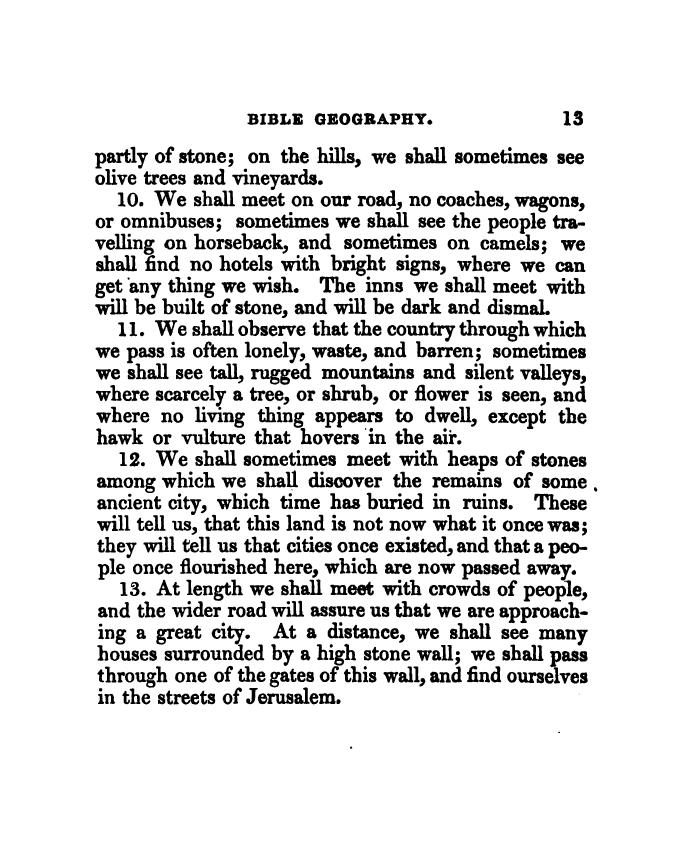 BIBLE GEOGRAPHY. 13
partly of stone; on the hills, we shall sometimes see
olive trees and vineyards.
10. We shall meet on our road, no coaches, wagons,
or omnibuses; sometimes we shall see the people tra-
velling on horseback, and sometimes on camels; we
shall find no hotels with bright signs, where we can
get any thing we wish. The inns we shall meet with
will be built of stone, and will be dark and dismal.
11. We shall observe that the country through which
we pass is often lonely, waste, and barren; sometimes
we shall see tall, rugged mountains and silent valleys,
where scarcely a tree, or shrub, or flower is seen, and
where no living thing appears to dwell, except the
hawk or vulture that hovers in the air.
12. We shall sometimes meet with heaps of stones
among which we shall discover the remains of some
ancient city, which time has buried in ruins. These
will tell us, that this land is not now what it once was;
they will tell us that cities once existed, and that a peo-
ple once flourished here, which are now passed away.
13. At length we shall meet with crowds of people,
and the wider road will assure us that we are approach-
ing a great city. At a distance, we shall see many
houses surrounded by a high stone wall; we shall pass
through one of the gates of this wall, and find ourselves
in the streets of Jerusalem.